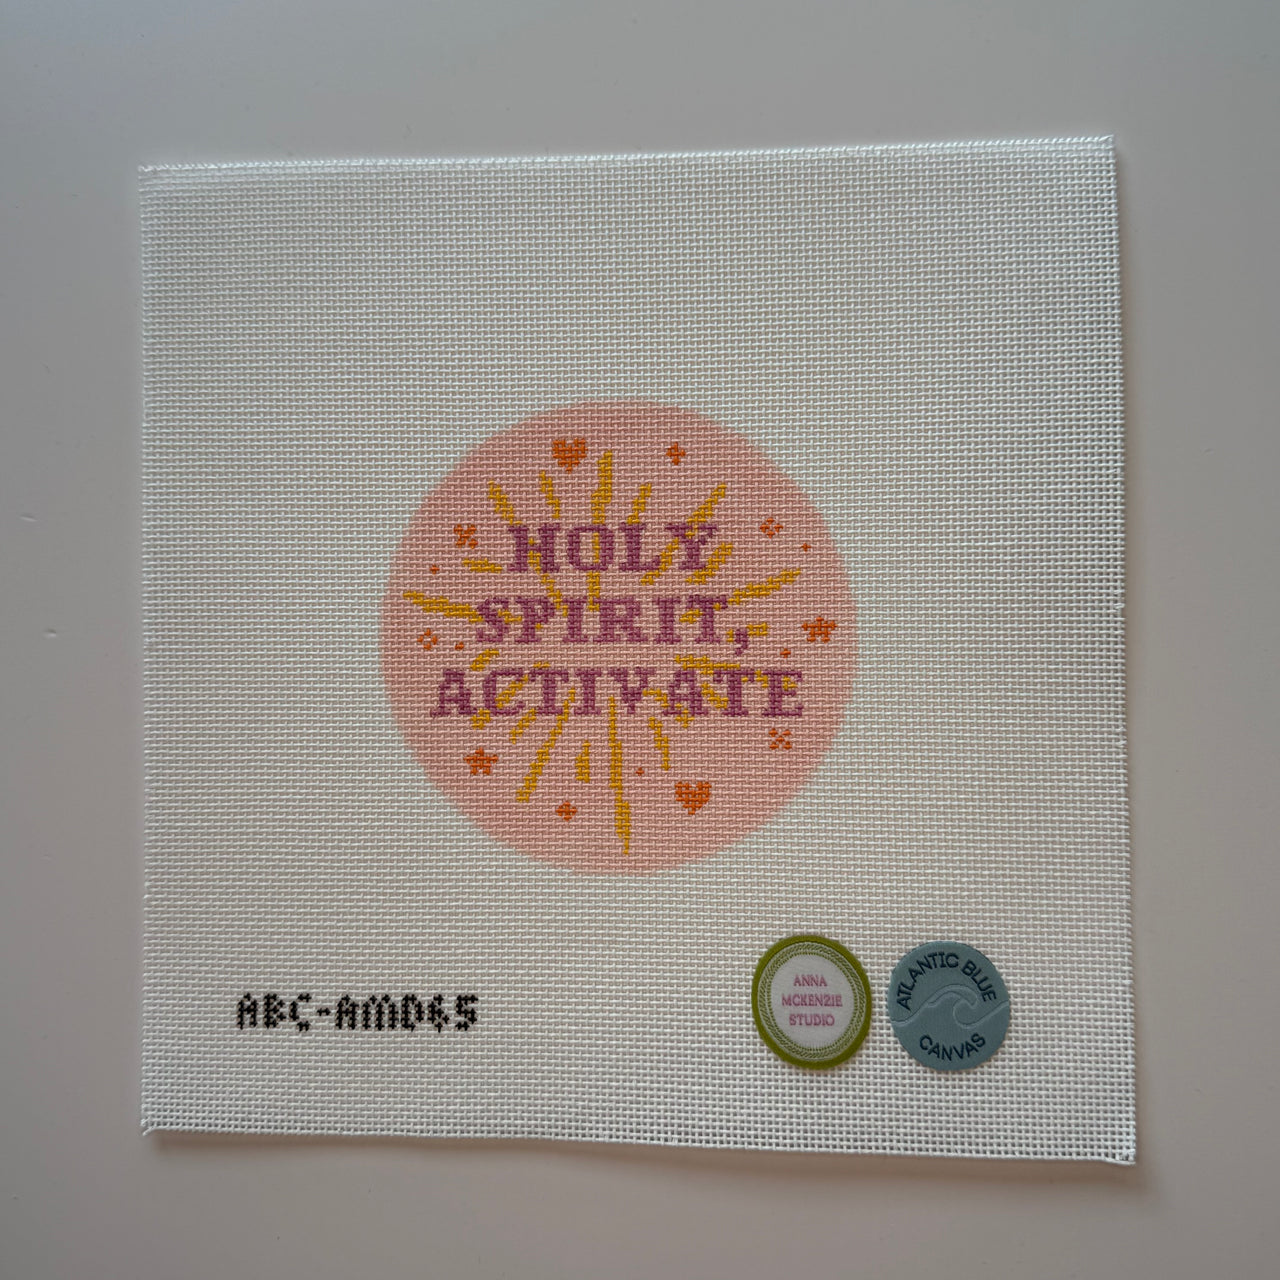 HOLY
SPIRIT,
ACTIVATE
ABC-AMD65
ANNA
MCKENZIE
STUDIO
ATLANTIC BLUE
CANVAS